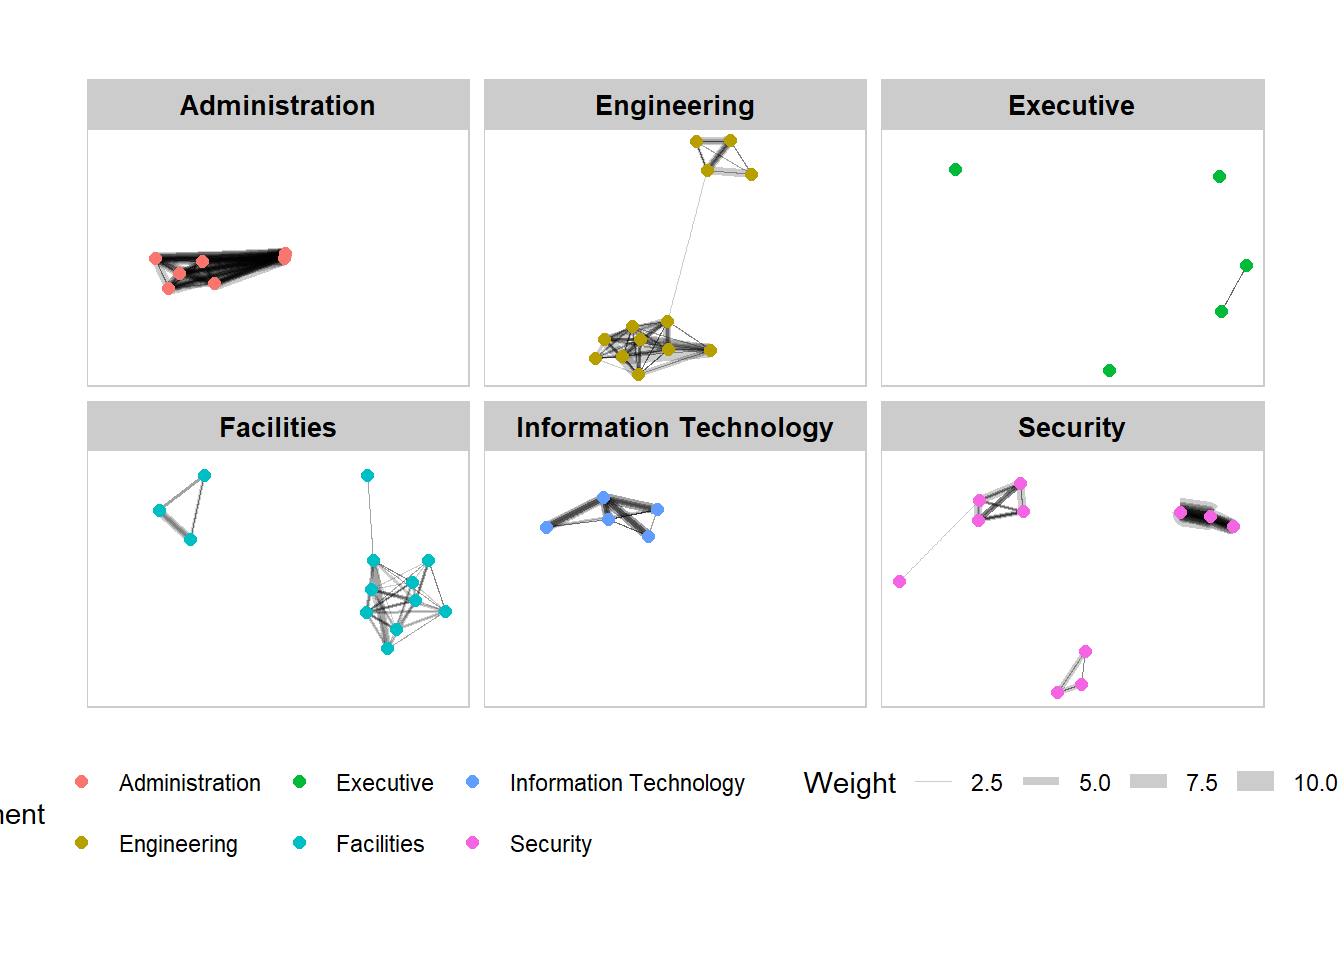 Administration
Engineering
Executive
Facilities
Information Technology
Security
Administration
Executive
Information Technology
Weight
2.5
5.0
7.5
10.0
Engineering
Facilities
Security